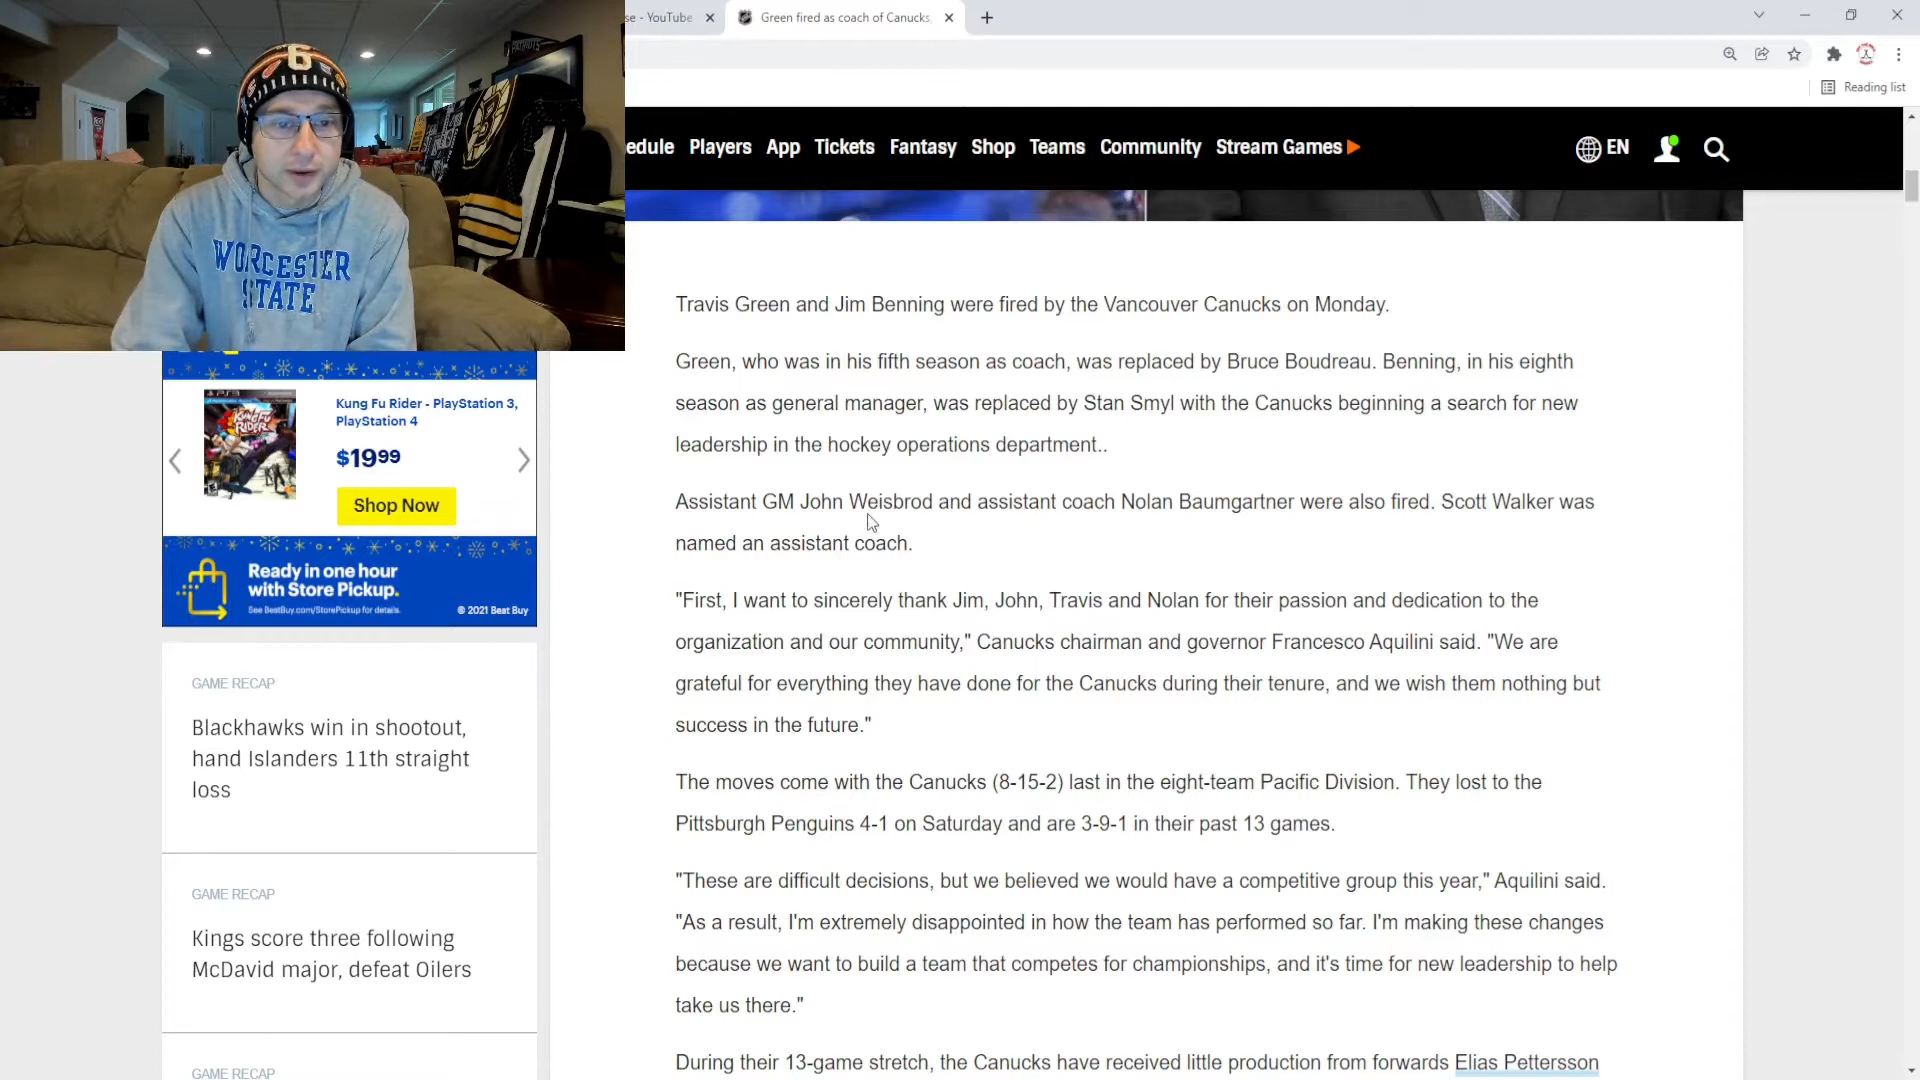 se - YouTube
Green fired as coach of Canucks,
Reading list
edule Players App Tickets Fantasy Shop Teams Community Stream Games EN
6
PATRIOTS
WORCESTER
STATE
Travis Green and Jim Benning were fired by the Vancouver Canucks on Monday.
Green, who was in his fifth season as coach, was replaced by Bruce Boudreau. Benning, in his eighth
season as general manager, was replaced by Stan Smyl with the Canucks beginning a search for new
leadership in the hockey operations department..
Assistant GM John Weisbrod and assistant coach Nolan Baumgartner were also fired. Scott Walker was
named an assistant coach.
"First, I want to sincerely thank Jim, John, Travis and Nolan for their passion and dedication to the
organization and our community," Canucks chairman and governor Francesco Aquilini said. "We are
grateful for everything they have done for the Canucks during their tenure, and we wish them nothing but
success in the future."
The moves come with the Canucks (8-15-2) last in the eight-team Pacific Division. They lost to the
Pittsburgh Penguins 4-1 on Saturday and are 3-9-1 in their past 13 games.
"These are difficult decisions, but we believed we would have a competitive group this year," Aquilini said.
"As a result, I'm extremely disappointed in how the team has performed so far. I'm making these changes
because we want to build a team that competes for championships, and it's time for new leadership to help
take us there."
During their 13-game stretch, the Canucks have received little production from forwards Elias Pettersson
KUNG FU
RIDER
Kung Fu Rider - PlayStation 3,
PlayStation 4
$1999
Shop Now
Ready in one hour
with Store Pickup.
See BestBuy.com/StorePickup for details.
© 2021 Best Buy
GAME RECAP
Blackhawks win in shootout,
hand Islanders 11th straight
loss
GAME RECAP
Kings score three following
McDavid major, defeat Oilers
GAME RECAP